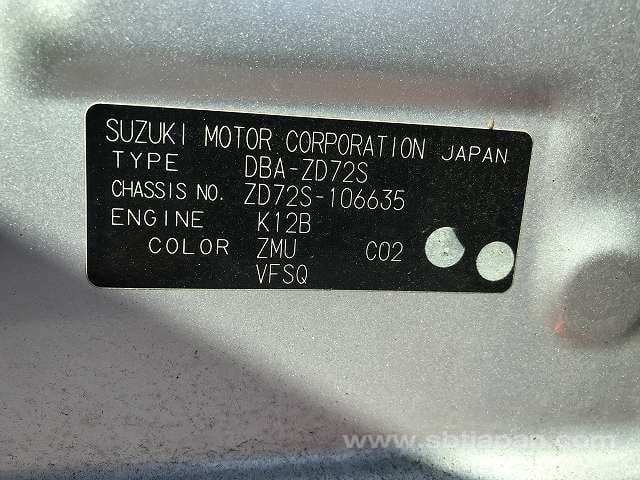 SUZUKI MOTOR CORPORATION JAPAN
TYPE DBA-ZD72S
CHASSIS NO. ZD72S-106635
ENGINE K12B
COLOR ZMU C02
VFSQ
www.sbtjapan.com